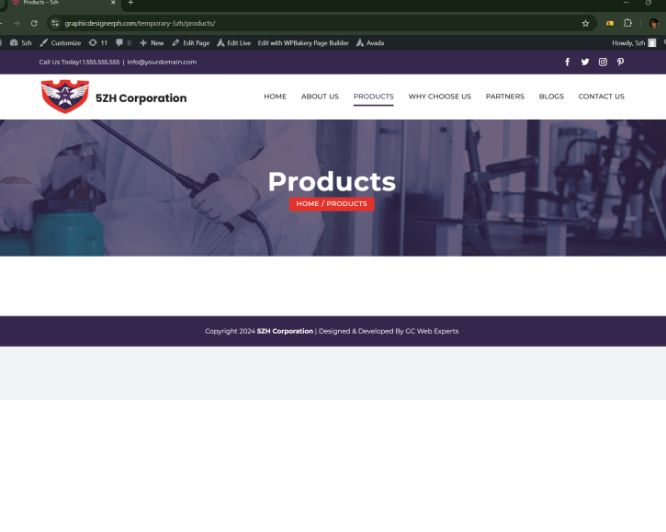 Products – 5zh
graphicdesignerph.com/temporary-5zh/products/
5zh Customize 11 0 New Edit Page Edit Live Edit with WPBakery Page Builder Avada Howdy, 5zh
Call Us Today! 1.555.555.555 | info@yourdomain.com
5ZH Corporation
HOME ABOUT US PRODUCTS WHY CHOOSE US PARTNERS BLOGS CONTACT US
Products
HOME / PRODUCTS
Copyright 2024 5ZH Corporation | Designed & Developed By GC Web Experts